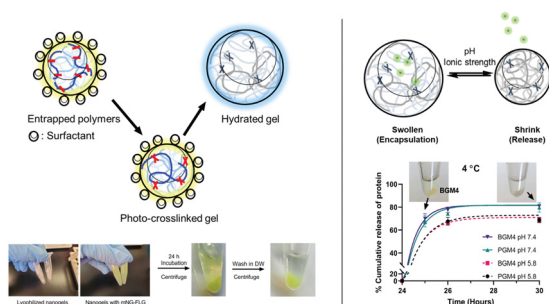 Entrapped polymers
: Surfactant
Hydrated gel
Photo-crosslinked gel
Lyophilized nanogels
Nanogels with mNG-FLG
24 h
Incubation
Centrifuge
Wash in DW
Centrifuge
pH
Ionic strength
Swollen
(Encapsulation)
Shrink
(Release)
4 °C
BGM4
% Cumulative release of protein
100
80
60
40
20
0
24
26
28
30
Time (Hours)
BGM4 pH 7.4
PGM4 pH 7.4
BGM4 pH 5.8
PGM4 pH 5.8